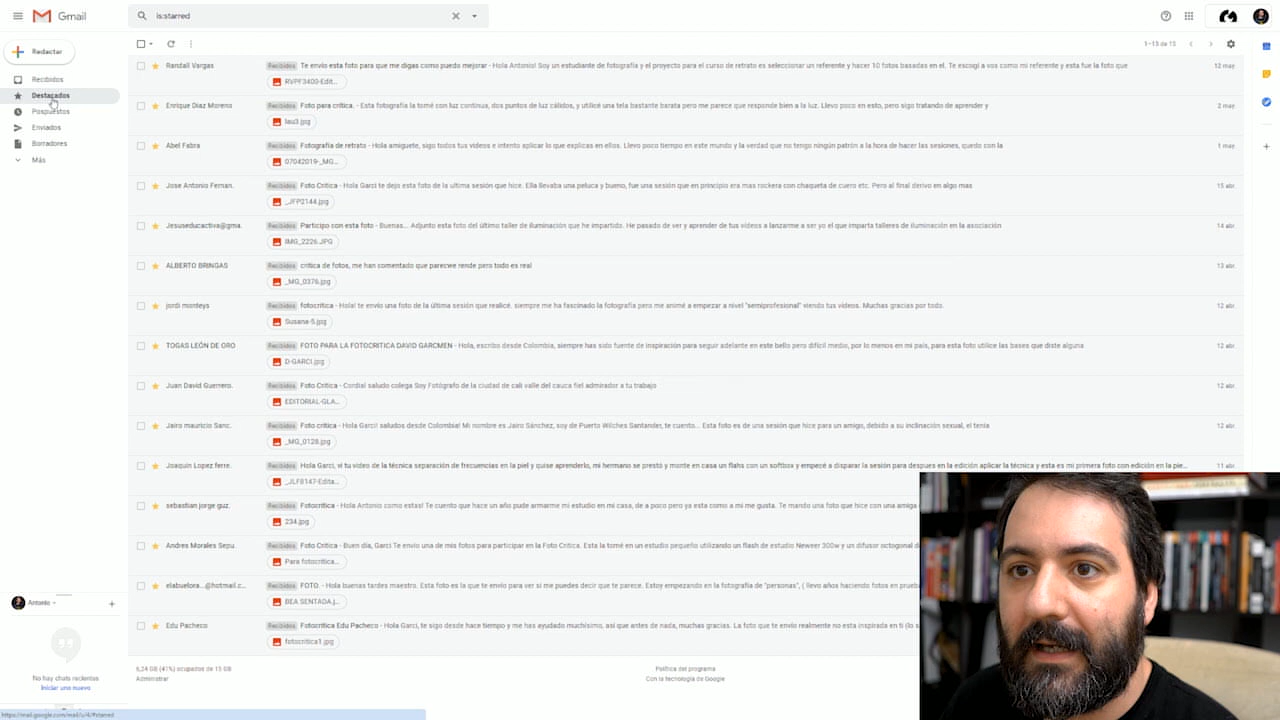 Gmail
is:starred
Redactar
1–15 de 15
Recibidos
Destacados
Pospuestos
Enviados
Borradores
Más
Randall Vargas Recibidos Te envio esta foto para que me digas como puedo mejorar - Hola Antonio! Soy un estudiante de fotografía y el proyecto para el curso de retrato es seleccionar un referente y hacer 10 fotos basadas en el. Te escogi a vos como mi referente y esta fue la foto que 12 may.
RVPF3400-Edit...
Enrique Diaz Moreno Recibidos Foto para crítica. - Esta fotografía la tomé con luz continua, dos puntos de luz cálidos, y utilicé una tela bastante barata pero me parece que responde bien a la luz. Llevo poco en esto, pero sigo tratando de aprender y 2 may.
lau3.jpg
Abel Fabra Recibidos Fotografía de retrato - Hola amiguete, sigo todos tus videos e intento aplicar lo que explicas en ellos. Llevo poco tiempo en este mundo y la verdad que no tengo ningún patrón a la hora de hacer las sesiones, quedo con la 1 may.
07042019-_MG...
Jose Antonio Fernan. Recibidos Foto Critica - Hola Garci te dejo esta foto de la ultima sesión que hice. Ella llevaba una peluca y bueno, fue una sesión que en principio era mas rockera con chaqueta de cuero etc. Pero al final derivo en algo mas 15 abr.
_JFP2144.jpg
Jesuseducactiva@gma. Recibidos Participo con esta foto - Buenas... Adjunto esta foto del último taller de iluminación que he impartido. He pasado de ver y aprender de tus videos a lanzarme a ser yo el que imparta talleres de iluminación en la asociación 14 abr.
IMG_2226.JPG
ALBERTO BRINGAS Recibidos critica de fotos, me han comentado que parecwe rende pero todo es real 13 abr.
_MG_0376.jpg
jordi monteys Recibidos fotocritica - Hola! te envio una foto de la última sesión que realicé. siempre me ha fascinado la fotografía pero me animé a empezar a nivel "semiprofesional" viendo tus videos. Muchas gracias por todo. 12 abr.
Susana-5.jpg
TOGAS LEÓN DE ORO Recibidos FOTO PARA LA FOTOCRITICA DAVID GARCMEN - Hola, escribo desde Colombia, siempre has sido fuente de inspiración para seguir adelante en este bello pero difícil medio, por lo menos en mi país, para esta foto utilice las bases que diste alguna 12 abr.
D-GARCI.jpg
Juan David Guerrero. Recibidos Foto Critica - Cordial saludo colega Soy Fotógrafo de la ciudad de cali valle del cauca fiel admirador a tu trabajo 12 abr.
EDITORIAL-GLA...
Jairo mauricio Sanc. Recibidos Foto critica - Hola Garci! saludos desde Colombia! Mi nombre es Jairo Sánchez, soy de Puerto Wilches Santander, te cuento... Esta foto es de una sesión que hice para un amigo, debido a su inclinación sexual, el tenia 12 abr.
_MG_0128.jpg
Joaquin Lopez ferre. Recibidos Hola Garci, vi tu video de la técnica separación de frecuencias en la piel y quise aprenderlo, mi hermano se prestó y monte en casa un flahs con un softbox y empecé a disparar la sesión para despues en la edición aplicar la técnica y esta es mi primera foto con edición en la pie... 11 abr.
_JLF8147-Edita...
sebastian jorge guz. Recibidos Fotocritica - Hola Antonio como estas! Te cuento que hace un año pude armarme mi estudio en mi casa, de a poco pero ya esta como a mi me gusta. Te mando una foto que hice con una amiga
234.jpg
Andres Morales Sepu. Recibidos Foto Critica - Buen día, Garci Te envio una de mis fotos para participar en la Foto Critica. Esta la tomé en un estudio pequeño utilizando un flash de estudio Neweer 300w y un difusor octogonal d
Para fotocritica...
elabuelora...@hotmail.c... Recibidos FOTO. - Hola buenas tardes maestro. Esta foto es la que te envio para ver si me puedes decir que te parece. Estoy empezando en la fotografía de "personas", ( llevo años haciendo fotos en prueba
BEA SENTADA.j...
Edu Pacheco Recibidos Fotocritica Edu Pacheco - Hola Garci, te sigo desde hace tiempo y me has ayudado muchísimo, así que antes de nada, muchas gracias. La foto que te envio realmente no esta inspirada en ti (lo s
fotocritica1.jpg
Antonio
No hay chats recientes
Iniciar uno nuevo
6,24 GB (41%) ocupados de 15 GB
Administrar
Política del programa
Con la tecnología de Google
https://mail.google.com/mail/u/4/#starred